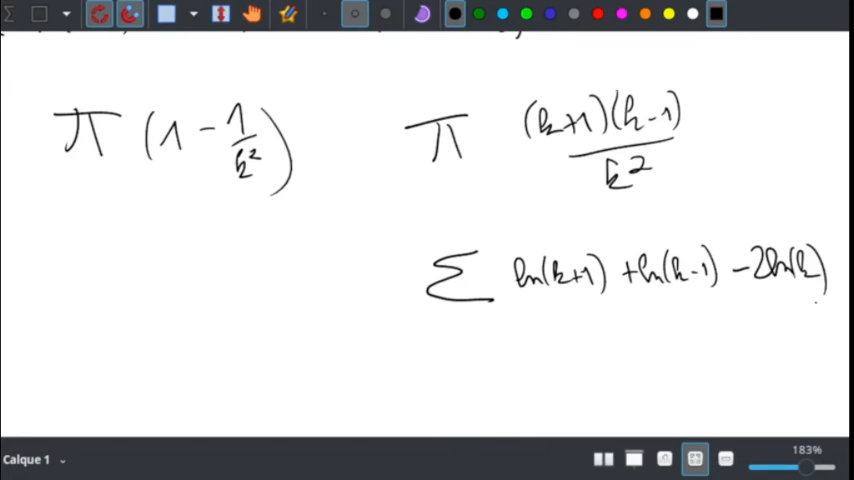 π (1 - 1/k²) π (k+1)(k-1)/k²
Σ ln(k+1) + ln(k-1) - 2ln(k)
Calque 1 183%